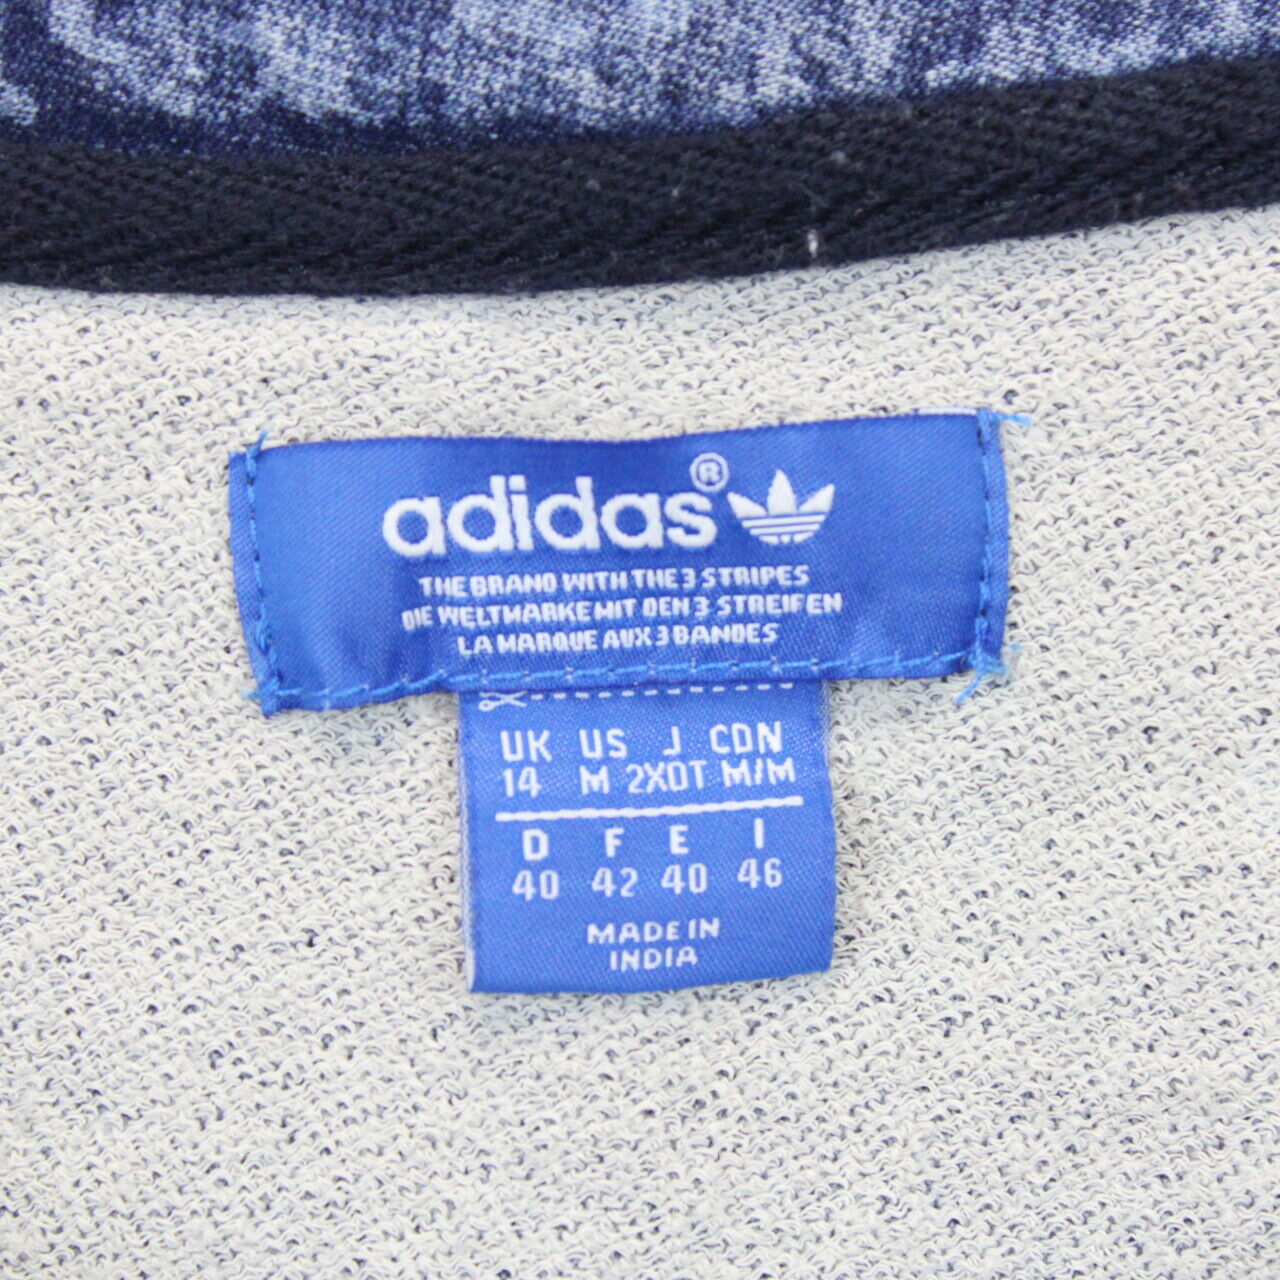 adidas®
THE BRAND WITH THE 3 STRIPES
DIE WELTMARKE MIT DEN 3 STREIFEN
LA MARQUE AUX 3 BANDES
UK US J CDN
14 M 2XOT M/M
D F E I
40 42 40 46
MADE IN
INDIA